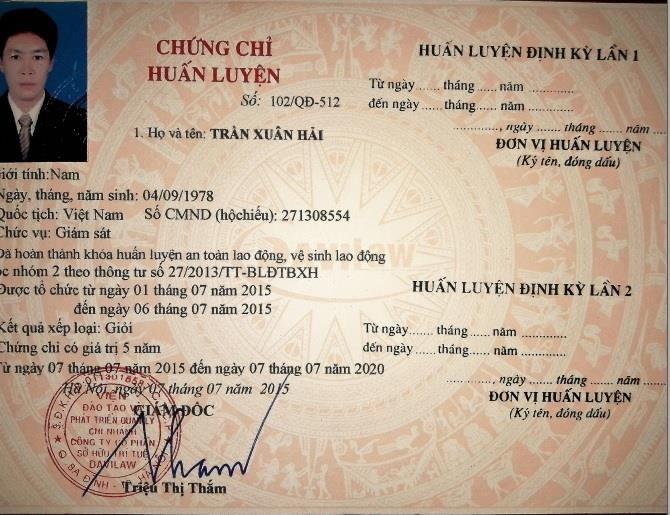 CHỨNG CHỈ
HUẤN LUYỆN
Số: 102/QĐ-512
1. Họ và tên: TRẦN XUÂN HẢI
iới tính:Nam
Ngày, tháng, năm sinh: 04/09/1978
Quốc tịch: Việt Nam Số CMND (hộchiếu): 271308554
Chức vụ: Giám sát
Đã hoàn thành khóa huấn luyện an toàn lao động, vệ sinh lao động
ộc nhóm 2 theo thông tư số 27/2013/TT-BLĐTBXH
Được tổ chức từ ngày 01 tháng 07 năm 2015
đến ngày 06 tháng 07 năm 2015
Kết quả xếp loại: Giỏi
Chứng chỉ có giá trị 5 năm
Từ ngày 07 tháng 07 năm 2015 đến ngày 07 tháng 07 năm 2020
Hà Nội, ngày 07 tháng 07 năm 2015
GIÁM ĐỐC
VIỆN
ĐÀO TẠO VÀ
PHÁT TRIỂN QUẢN LÝ
CHI NHÁNH
CÔNG TY CỔ PHẦN
SỞ HỮU TRÍ TUỆ
DAVILAW
Q. BA ĐÌNH - TP. HÀ NỘI
Triệu Thị Thắm
Davilaw
HUẤN LUYỆN ĐỊNH KỲ LẦN 1
Từ ngày...... tháng ..... năm ............
đến ngày...... tháng..... năm ............
................, ngày ....... tháng ....... năm ......
ĐƠN VỊ HUẤN LUYỆN
(Ký tên, đóng dấu)
HUẤN LUYỆN ĐỊNH KỲ LẦN 2
Từ ngày...... tháng ..... năm ............
đến ngày...... tháng..... năm ............
................, ngày ....... tháng ....... năm ......
ĐƠN VỊ HUẤN LUYỆN
(Ký tên, đóng dấu)